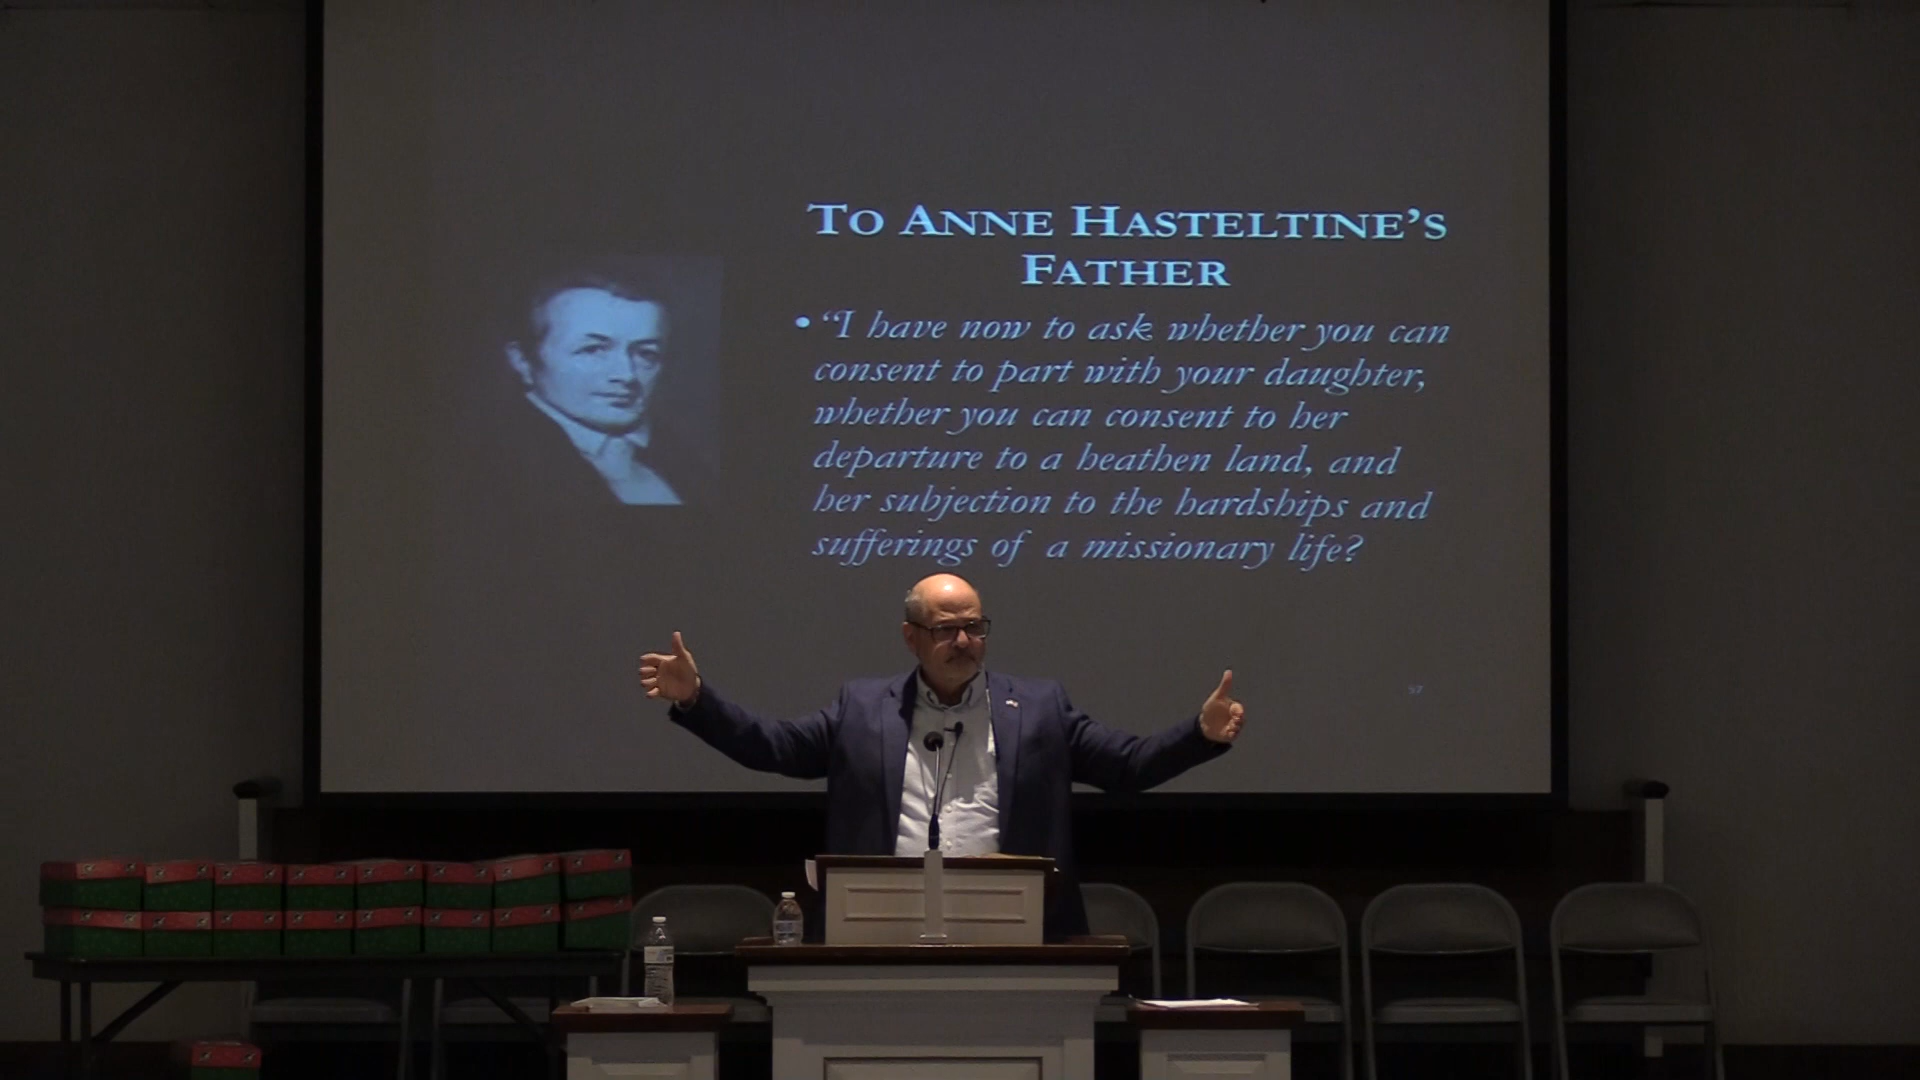 TO ANNE HASTELTINE'S
FATHER
• “I have now to ask whether you can
consent to part with your daughter,
whether you can consent to her
departure to a heathen land, and
her subjection to the hardships and
sufferings of a missionary life?
57